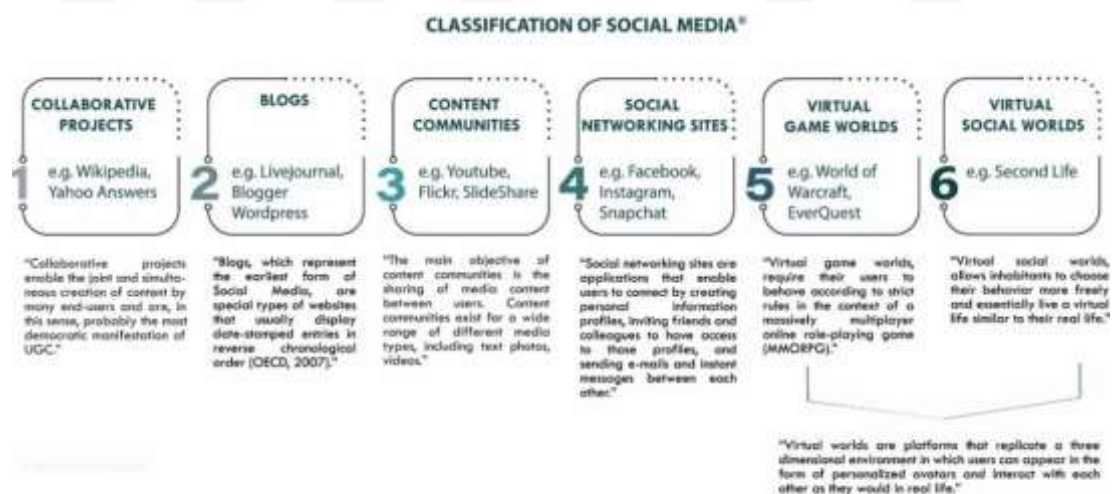 CLASSIFICATION OF SOCIAL MEDIA®
COLLABORATIVE
PROJECTS
1
e.g. Wikipedia,
Yahoo Answers
"Collaborative projects
enable the joint and simulta-
neous creation of content by
many end-users and are, in
this sense, probably the most
democratic manifestation of
UGC."
BLOGS
2
e.g. Livejournal,
Blogger
Wordpress
"Blogs, which represent
the earliest form of
Social Media, are
special types of websites
that usually display
date-stamped entries in
reverse chronological
order (OECD, 2007)."
CONTENT
COMMUNITIES
3
e.g. Youtube,
Flickr, SlideShare
"The main objective of
content communities is the
sharing of media content
between users. Content
communities exist for a wide
range of different media
types, including text photos,
videos."
SOCIAL
NETWORKING SITES
4
e.g. Facebook,
Instagram,
Snapchat
"Social networking sites are
applications that enable
users to connect by creating
personal information
profiles, inviting friends and
colleagues to have access
to those profiles, and
sending e-mails and instant
messages between each
other."
VIRTUAL
GAME WORLDS
5
e.g. World of
Warcraft,
EverQuest
"Virtual game worlds,
require their users to
behave according to strict
rules in the context of a
massively multiplayer
online role-playing game
(MMORPG)."
VIRTUAL
SOCIAL WORLDS
6
e.g. Second Life
"Virtual social worlds,
allows inhabitants to choose
their behavior more freely
and essentially live a virtual
life similar to their real life."
"Virtual worlds are platforms that replicate a three
dimensional environment in which users can appear in the
form of personalized avatars and interact with each
other as they would in real life."